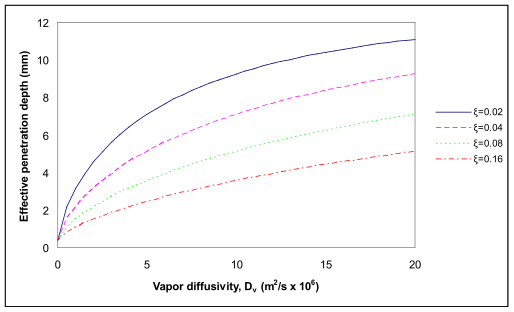 12
10
8
6
4
2
0
Effective penetration depth (mm)
0 5 10 15 20
Vapor diffusivity, Dᵥ (m²/s x 10⁶)
ξ=0.02
ξ=0.04
ξ=0.08
ξ=0.16